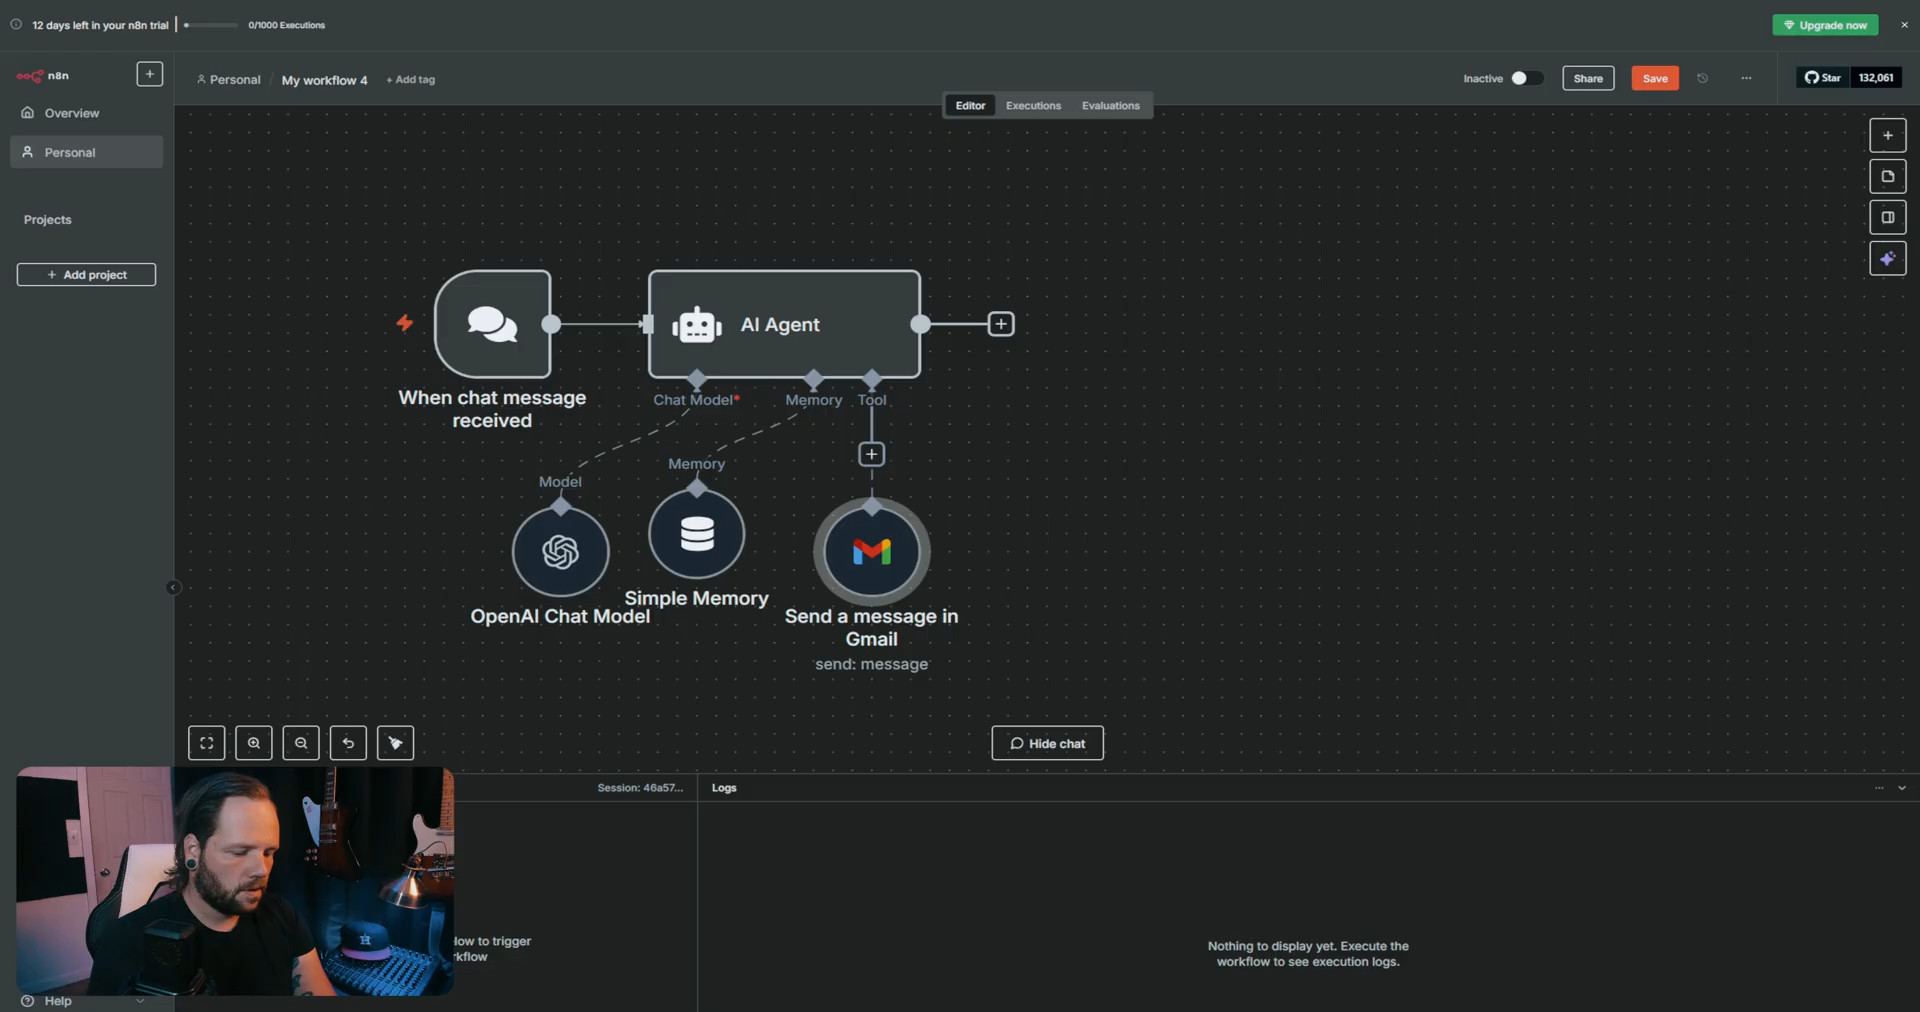 12 days left in your n8n trial
0/1000 Executions
Upgrade now
n8n
Personal / My workflow 4 + Add tag
Inactive
Share
Save
Star 132,061
Editor Executions Evaluations
Overview
Personal
Projects
+ Add project
AI Agent
When chat message
received
Chat Model*
Memory
Tool
Model
Memory
OpenAI Chat Model
Simple Memory
Send a message in
Gmail
send: message
Hide chat
Session: 46a57...
Logs
low to trigger
rkflow
Nothing to display yet. Execute the
workflow to see execution logs.
Help